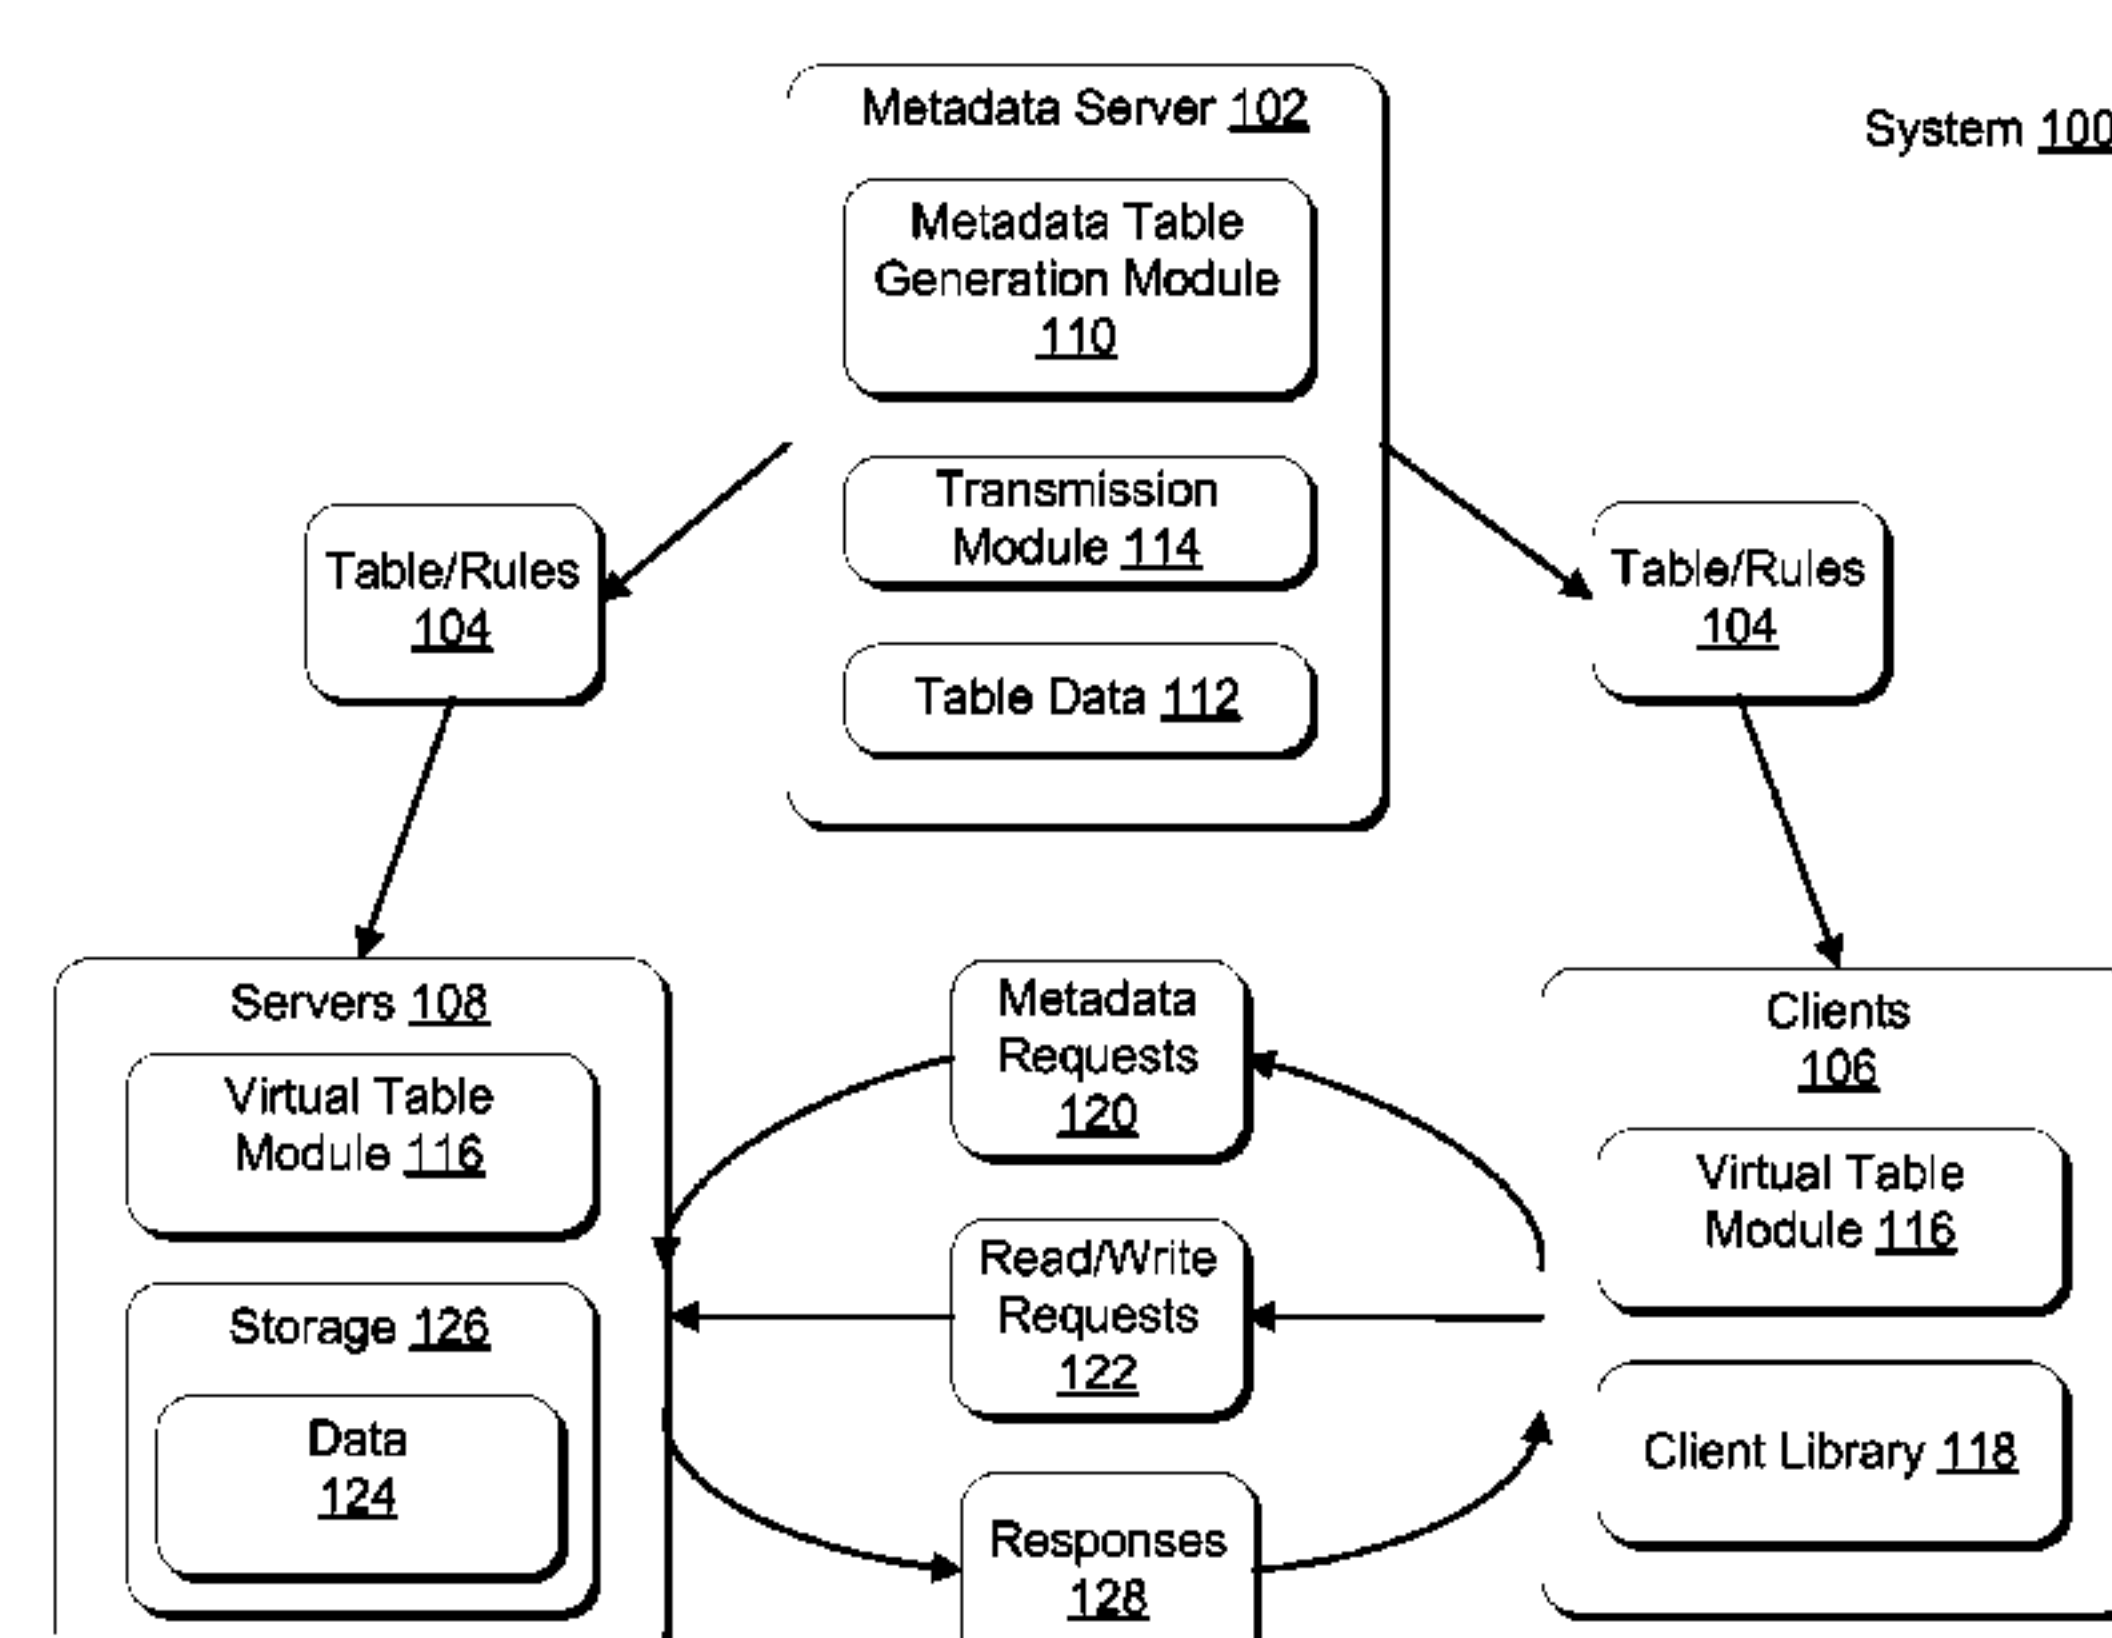 Metadata Server 102
System 100
Metadata Table
Generation Module
110
Transmission
Module 114
Table Data 112
Table/Rules
104
Table/Rules
104
Servers 108
Virtual Table
Module 116
Storage 126
Data
124
Metadata
Requests
120
Read/Write
Requests
122
Responses
128
Clients
106
Virtual Table
Module 116
Client Library 118